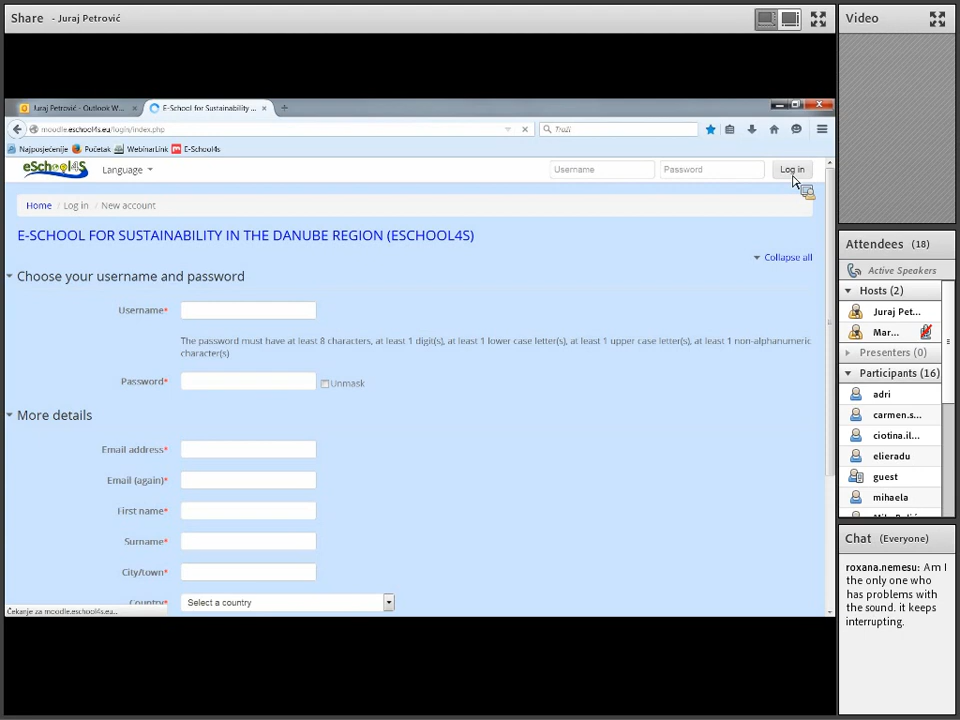 Share - Juraj Petrović
Video
Juraj Petrović - Outlook W...
E-School for Sustainability ...
moodle.eschool4s.eu/login/index.php
Traži
Najposjećenije Početak WebinarLink E-School4s
eSchool4S
Language
Username
Password
Log in
Home / Log in / New account
E-SCHOOL FOR SUSTAINABILITY IN THE DANUBE REGION (ESCHOOL4S)
Collapse all
Choose your username and password
Username*
The password must have at least 8 characters, at least 1 digit(s), at least 1 lower case letter(s), at least 1 upper case letter(s), at least 1 non-alphanumeric
character(s)
Password*
Unmask
More details
Email address*
Email (again)*
First name*
Surname*
City/town*
Country*
Select a country
Čekanje za moodle.eschool4s.eu...
Attendees (18)
Active Speakers
Hosts (2)
Juraj Pet...
Mar...
Presenters (0)
Participants (16)
adri
carmen.s...
ciotina.il...
elieradu
guest
mihaela
Chat (Everyone)
roxana.nemesu: Am I
the only one who
has problems with
the sound. it keeps
interrupting.